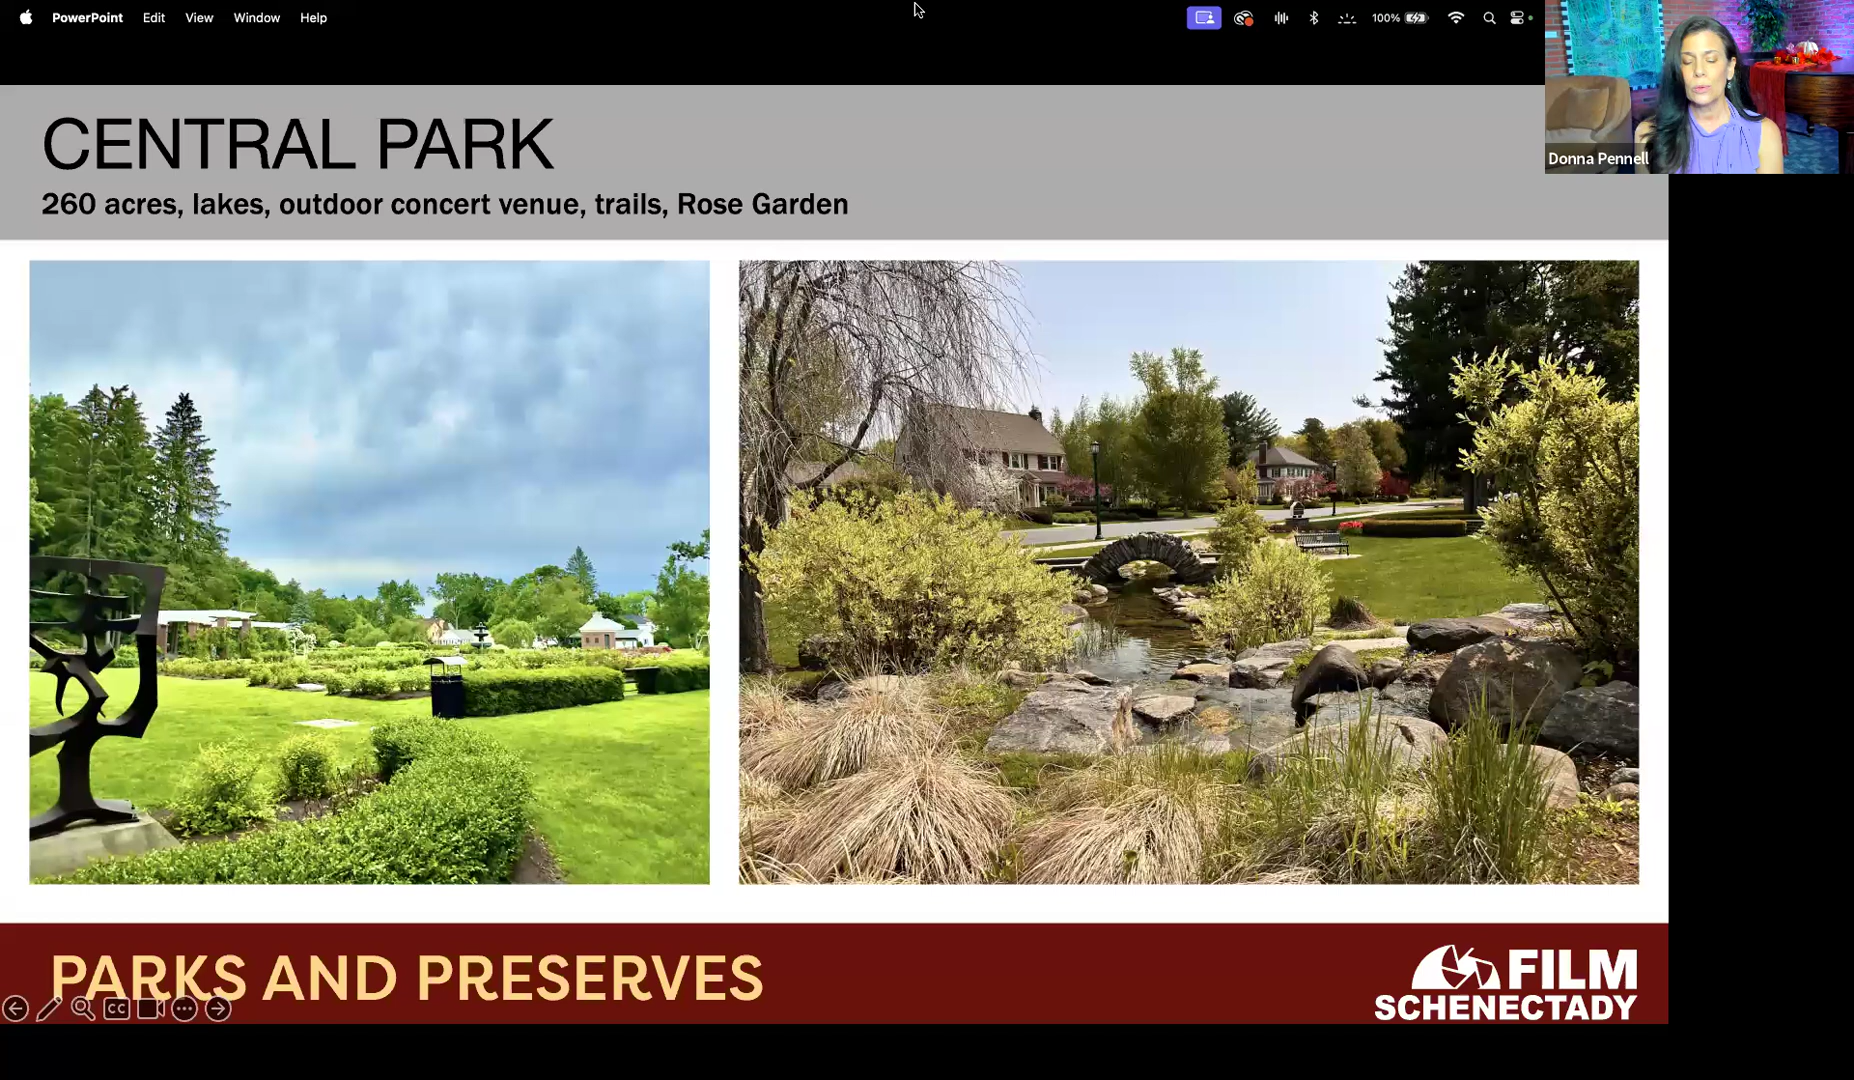 PowerPoint Edit View Window Help
100%
Donna Pennell
CENTRAL PARK
260 acres, lakes, outdoor concert venue, trails, Rose Garden
PARKS AND PRESERVES
CC
FILM
SCHENECTADY